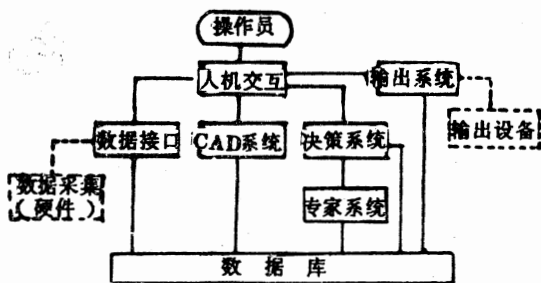 操作员
人机交互
输出系统
数据接口
CAD系统
决策系统
输出设备
数据采集
(硬件)
专家系统
数据库